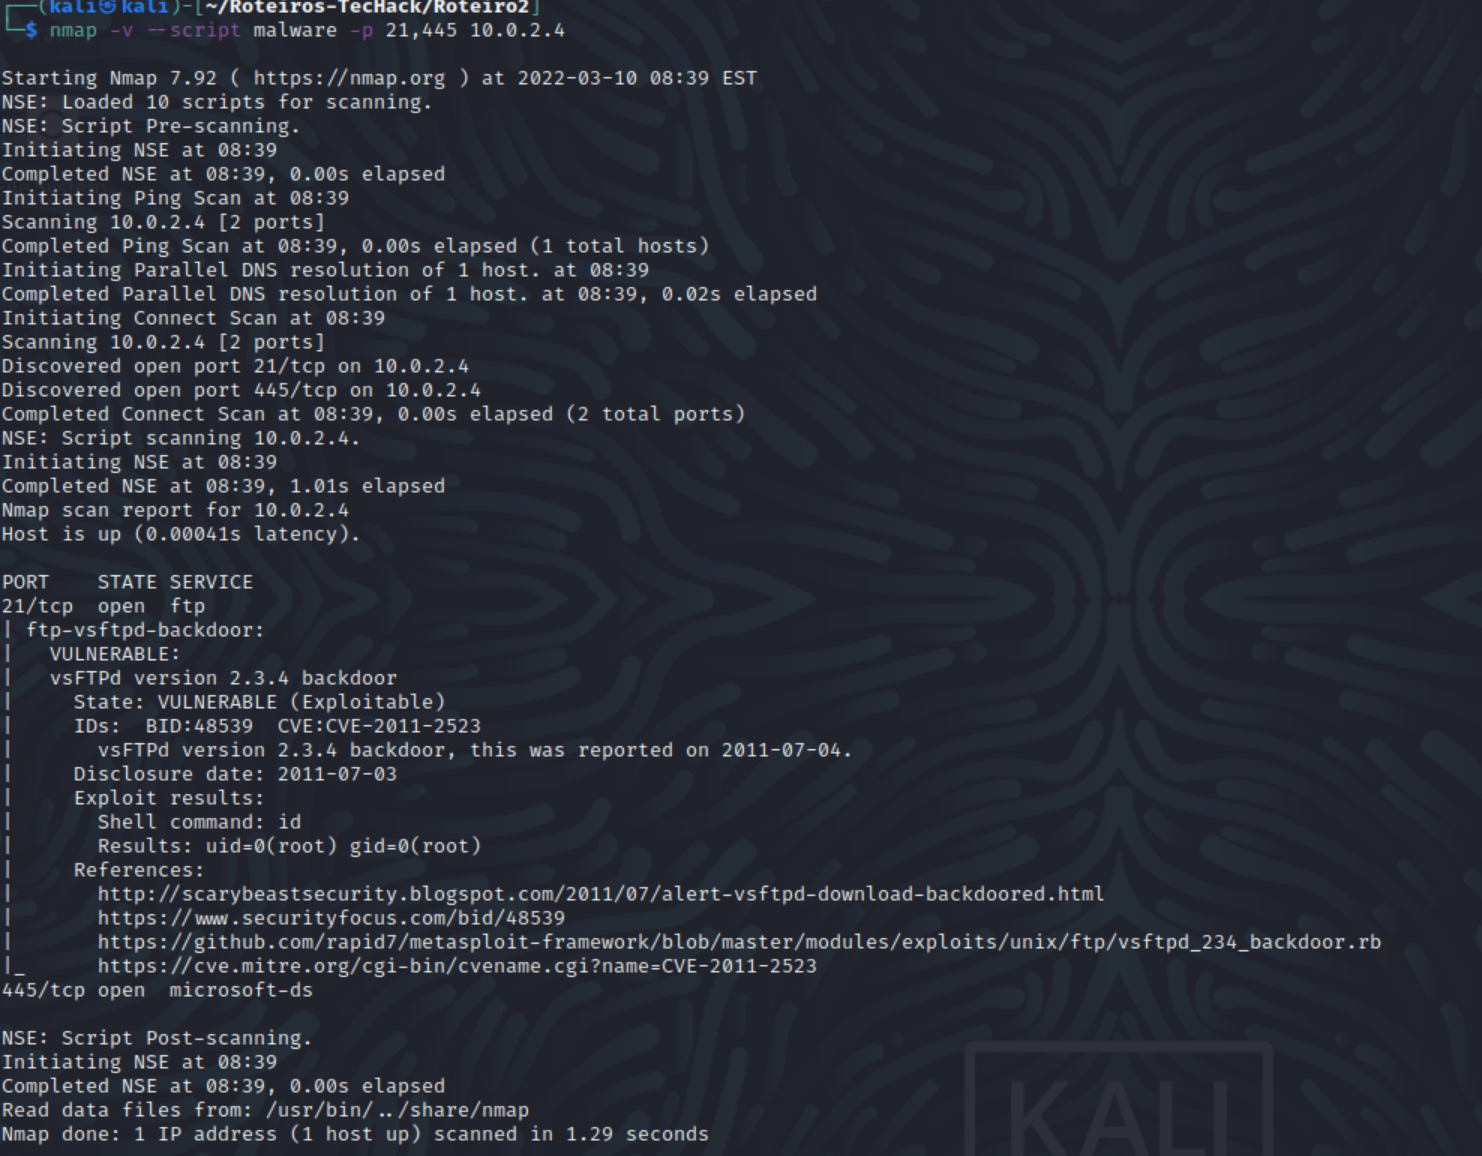 ┌──(kali㉿kali)-[~/Roteiros-TecHack/Roteiro2]
└─$ nmap -v --script malware -p 21,445 10.0.2.4
Starting Nmap 7.92 ( https://nmap.org ) at 2022-03-10 08:39 EST
NSE: Loaded 10 scripts for scanning.
NSE: Script Pre-scanning.
Initiating NSE at 08:39
Completed NSE at 08:39, 0.00s elapsed
Initiating Ping Scan at 08:39
Scanning 10.0.2.4 [2 ports]
Completed Ping Scan at 08:39, 0.00s elapsed (1 total hosts)
Initiating Parallel DNS resolution of 1 host. at 08:39
Completed Parallel DNS resolution of 1 host. at 08:39, 0.02s elapsed
Initiating Connect Scan at 08:39
Scanning 10.0.2.4 [2 ports]
Discovered open port 21/tcp on 10.0.2.4
Discovered open port 445/tcp on 10.0.2.4
Completed Connect Scan at 08:39, 0.00s elapsed (2 total ports)
NSE: Script scanning 10.0.2.4.
Initiating NSE at 08:39
Completed NSE at 08:39, 1.01s elapsed
Nmap scan report for 10.0.2.4
Host is up (0.00041s latency).
PORT    STATE SERVICE
21/tcp  open  ftp
| ftp-vsftpd-backdoor:
|   VULNERABLE:
|   vsFTPd version 2.3.4 backdoor
|     State: VULNERABLE (Exploitable)
|     IDs:  BID:48539  CVE:CVE-2011-2523
|       vsFTPd version 2.3.4 backdoor, this was reported on 2011-07-04.
|     Disclosure date: 2011-07-03
|     Exploit results:
|       Shell command: id
|       Results: uid=0(root) gid=0(root)
|     References:
|       http://scarybeastsecurity.blogspot.com/2011/07/alert-vsftpd-download-backdoored.html
|       https://www.securityfocus.com/bid/48539
|       https://github.com/rapid7/metasploit-framework/blob/master/modules/exploits/unix/ftp/vsftpd_234_backdoor.rb
|_      https://cve.mitre.org/cgi-bin/cvename.cgi?name=CVE-2011-2523
445/tcp open  microsoft-ds
NSE: Script Post-scanning.
Initiating NSE at 08:39
Completed NSE at 08:39, 0.00s elapsed
Read data files from: /usr/bin/../share/nmap
Nmap done: 1 IP address (1 host up) scanned in 1.29 seconds
KALI